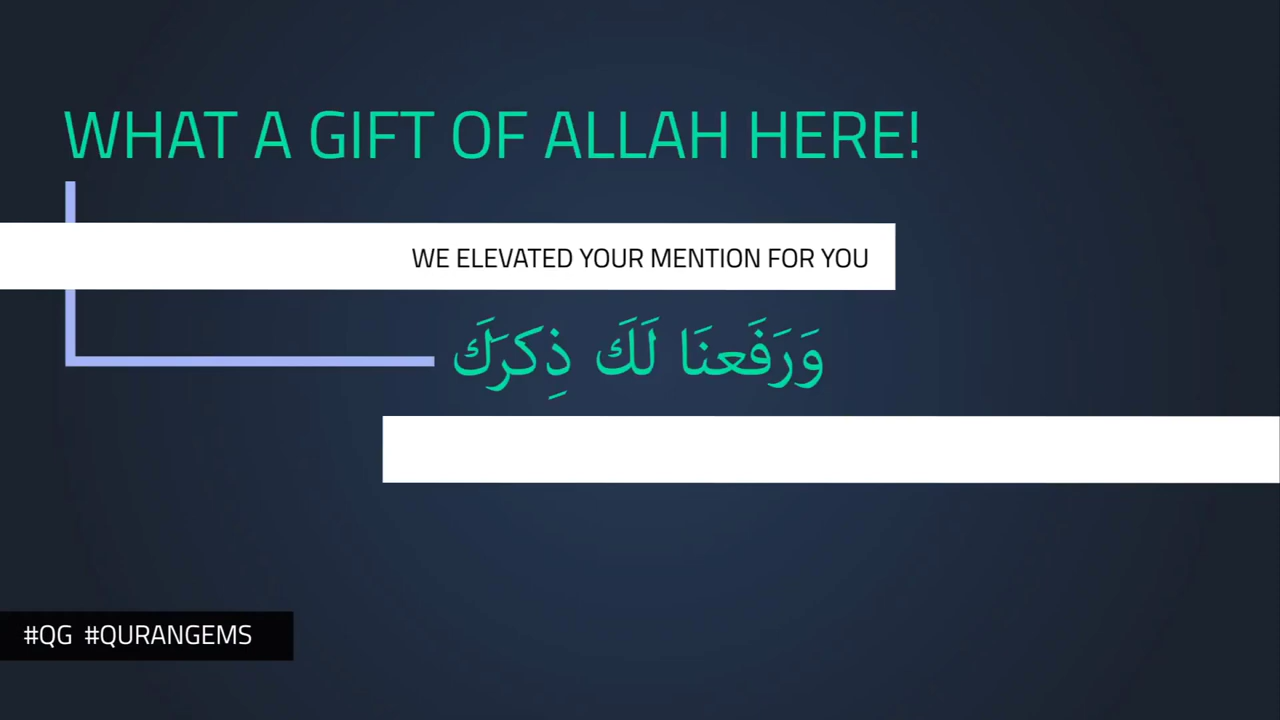 WHAT A GIFT OF ALLAH HERE!
WE ELEVATED YOUR MENTION FOR YOU
وَرَفَعنَا لَكَ ذِكرَكَ
#QG #QURANGEMS